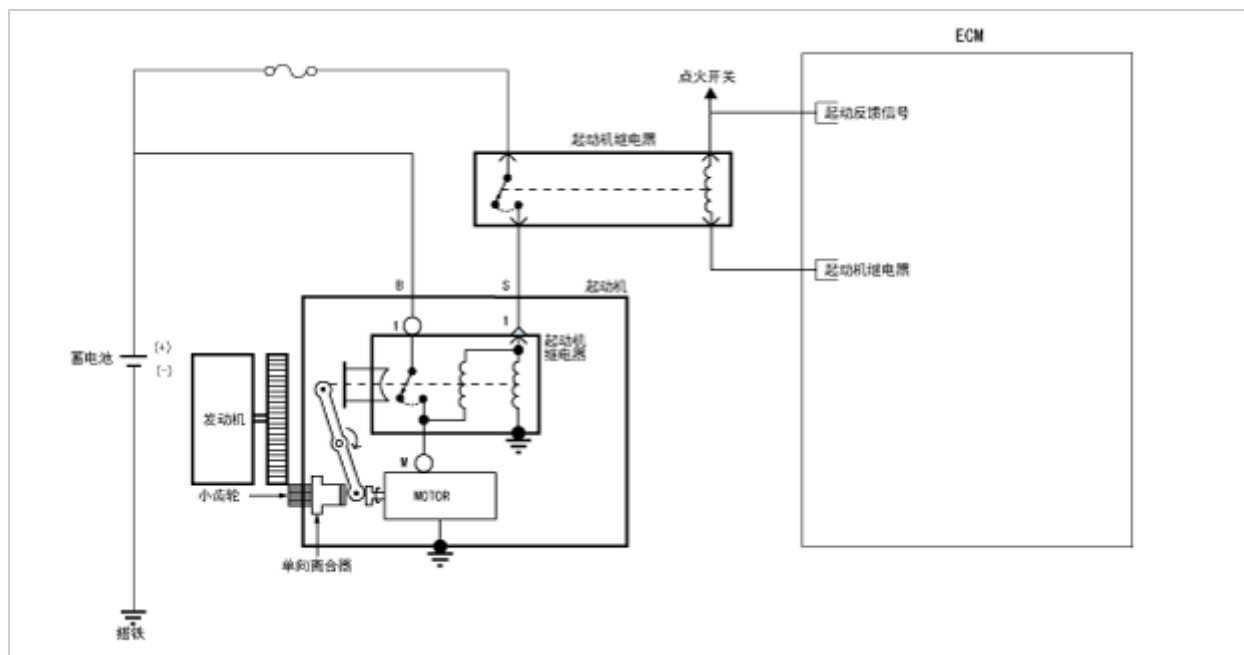 ECM
点火开关
起动反馈信号
起动机继电器
起动机继电器
B
S
起动机
1
1
起动机
继电器
蓄电池
(+)
(-)
发动机
M
MOTOR
小齿轮
单向离合器
搭铁